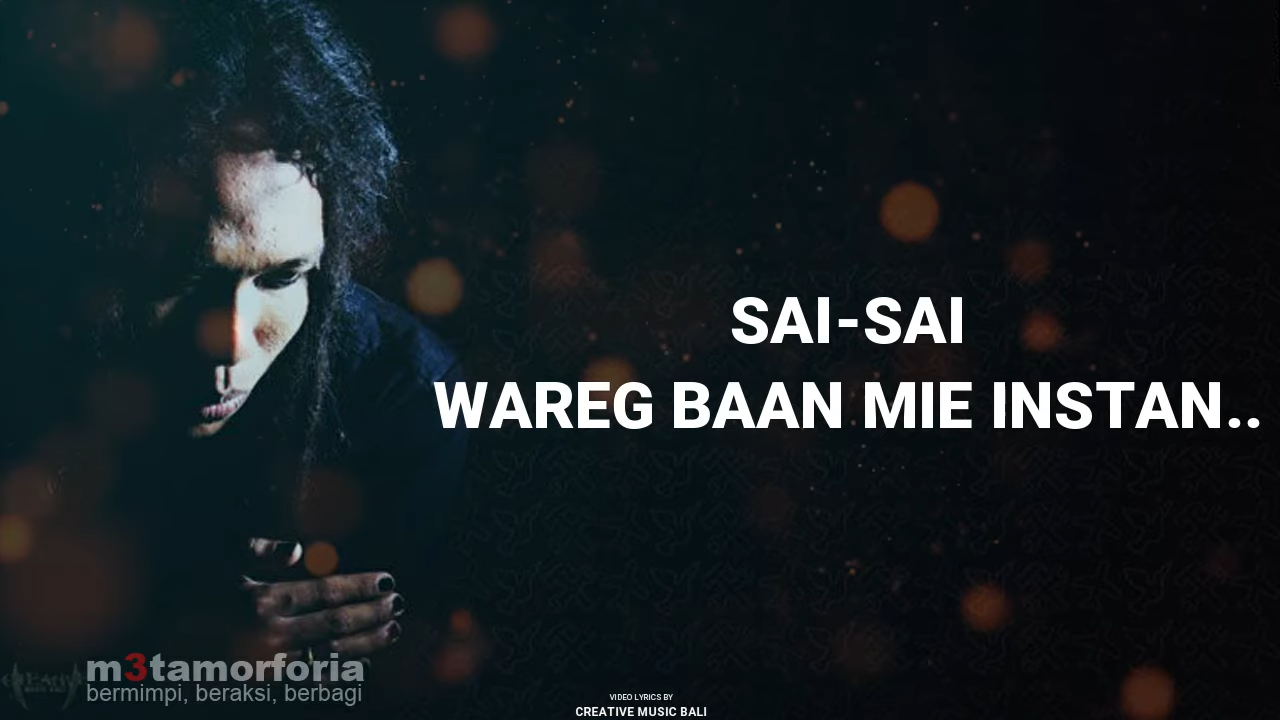 SAI-SAI
WAREG BAAN MIE INSTAN..
m3tamorforia
bermimpi, beraksi, berbagi
VIDEO LYRICS BY
CREATIVE MUSIC BALI